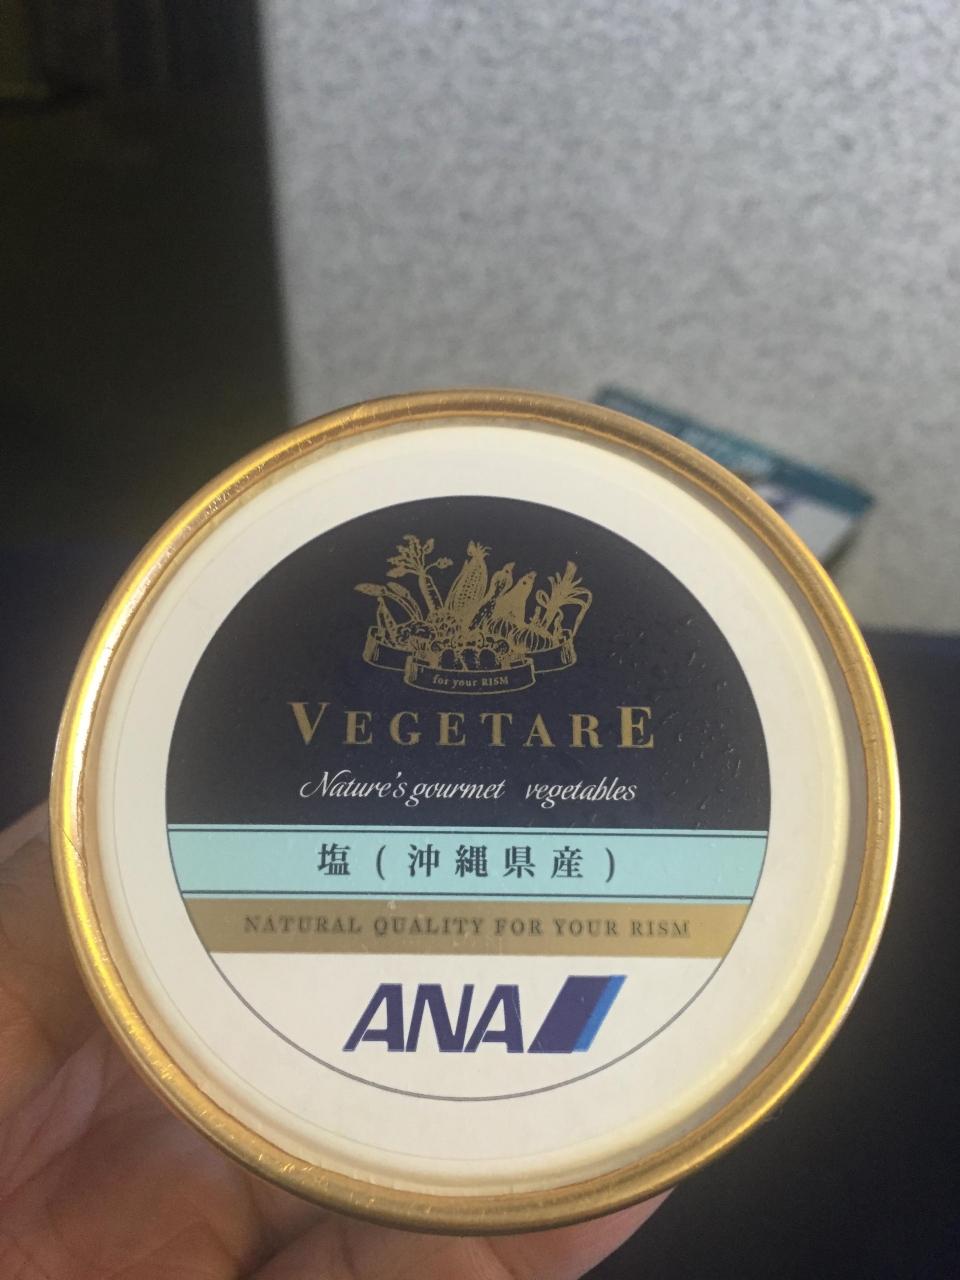 for your RISM
VEGETARE
Nature's gourmet vegetables
塩(沖縄県産)
NATURAL QUALITY FOR YOUR RISM
ANA